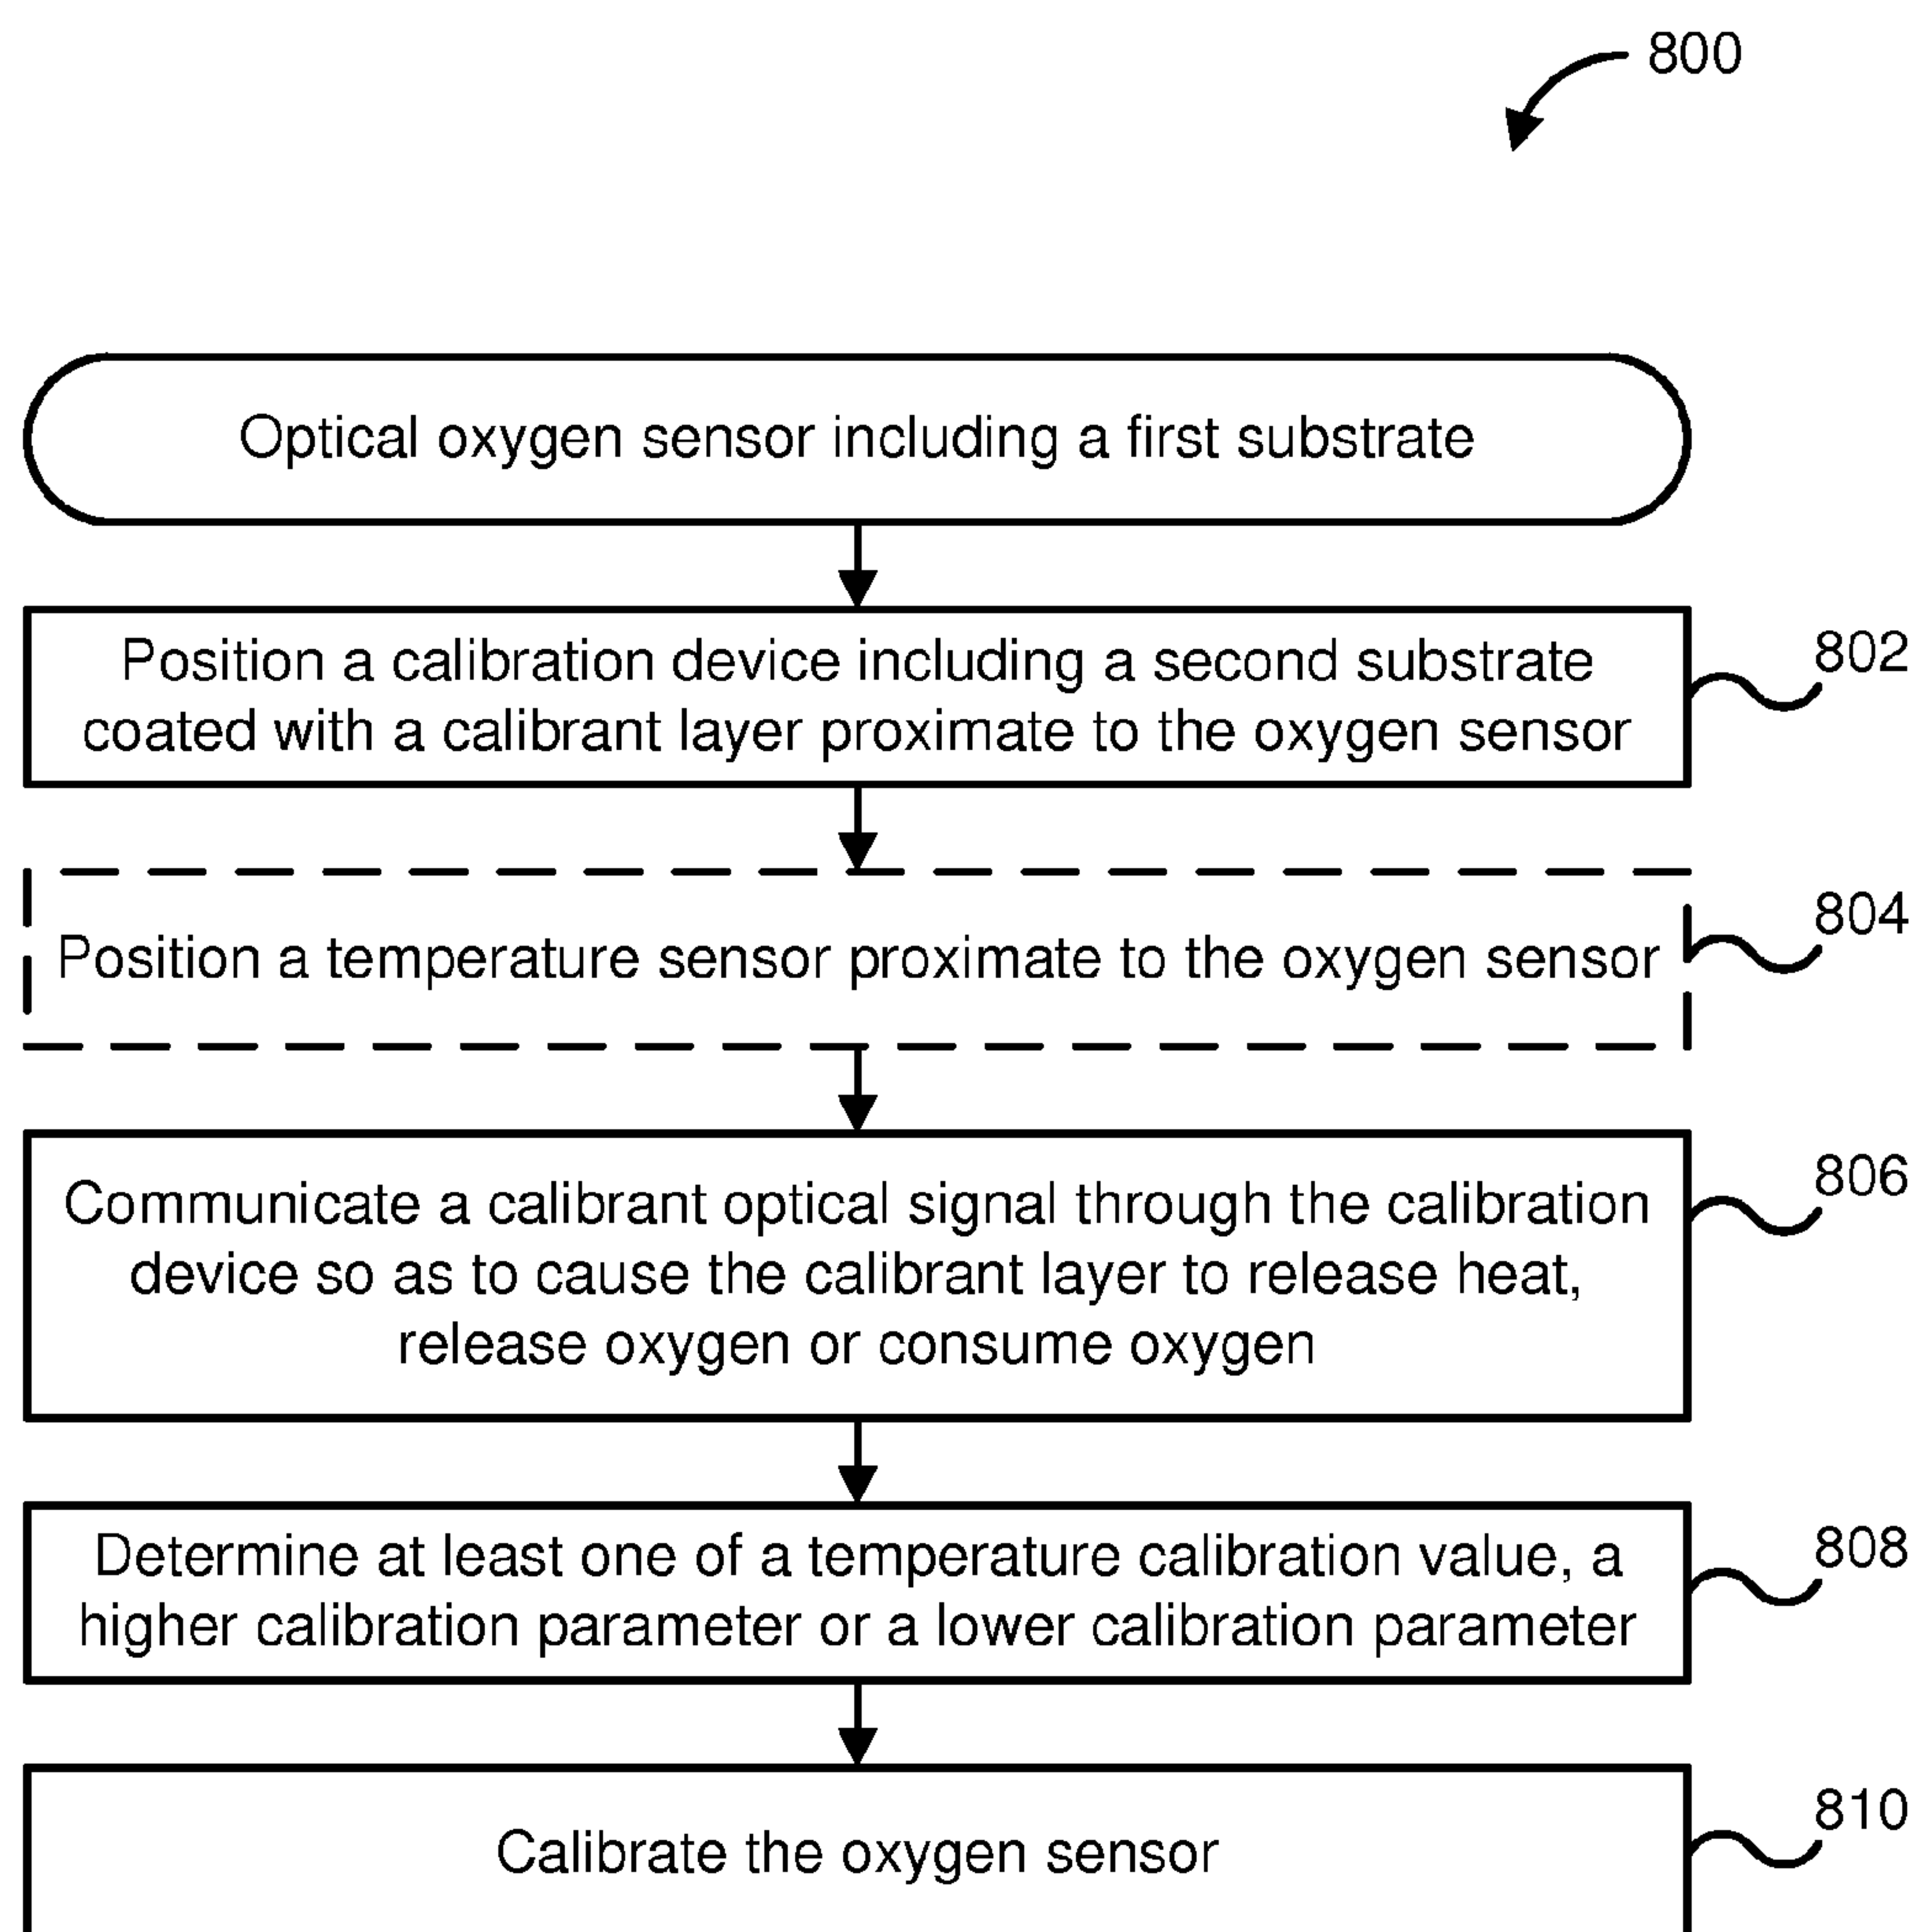 800
Optical oxygen sensor including a first substrate
Position a calibration device including a second substrate
coated with a calibrant layer proximate to the oxygen sensor
802
Position a temperature sensor proximate to the oxygen sensor
804
Communicate a calibrant optical signal through the calibration
device so as to cause the calibrant layer to release heat,
release oxygen or consume oxygen
806
Determine at least one of a temperature calibration value, a
higher calibration parameter or a lower calibration parameter
808
Calibrate the oxygen sensor
810